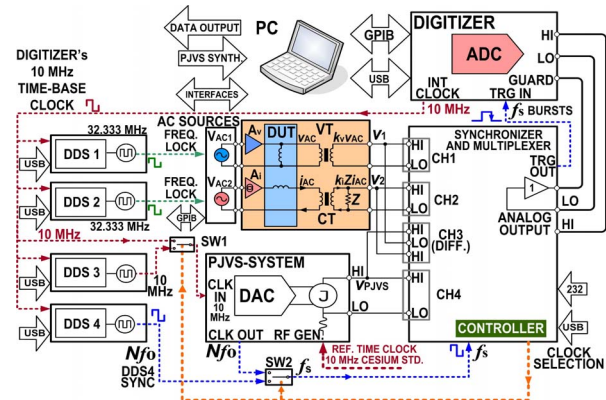 DATA OUTPUT
PJVS SYNTH.
INTERFACES
PC
GPIB
USB
DIGITIZER
ADC
HI
LO
GUARD
INT
CLOCK
TRG IN
10 MHz
fs BURSTS
DIGITIZER's
10 MHz
TIME-BASE
CLOCK
32.333 MHz
USB
DDS 1
FREQ.
LOCK
AC SOURCES
VAC1
VAC2
Av
Ai
DUT
VT
vAC
kvVAC
V1
iAC
kiZiAC
V2
Z
CT
GPIB
USB
DDS 2
32.333 MHz
FREQ.
LOCK
10 MHz
SW1
USB
DDS 3
10
MHz
USB
DDS 4
Nfo
DDS4
SYNC
PJVS-SYSTEM
CLK
IN
10
MHz
DAC
J
HI
VPJVS
LO
CLK OUT
RF GEN.
Nfo
SW2
fs
REF. TIME CLOCK
10 MHz CESIUM STD.
SYNCHRONIZER
AND MULTIPLEXER
HI
LO
CH1
HI
LO
CH2
HI
LO
CH3
(DIFF.)
HI
LO
CH4
TRG
OUT
1
LO
ANALOG
OUTPUT
HI
CONTROLLER
fs
232
USB
CLOCK
SELECTION